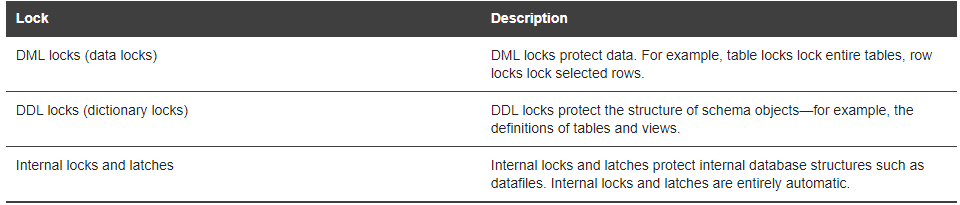 Lock Description
DML locks (data locks) DML locks protect data. For example, table locks lock entire tables, row
locks lock selected rows.
DDL locks (dictionary locks) DDL locks protect the structure of schema objects—for example, the
definitions of tables and views.
Internal locks and latches Internal locks and latches protect internal database structures such as
datafiles. Internal locks and latches are entirely automatic.